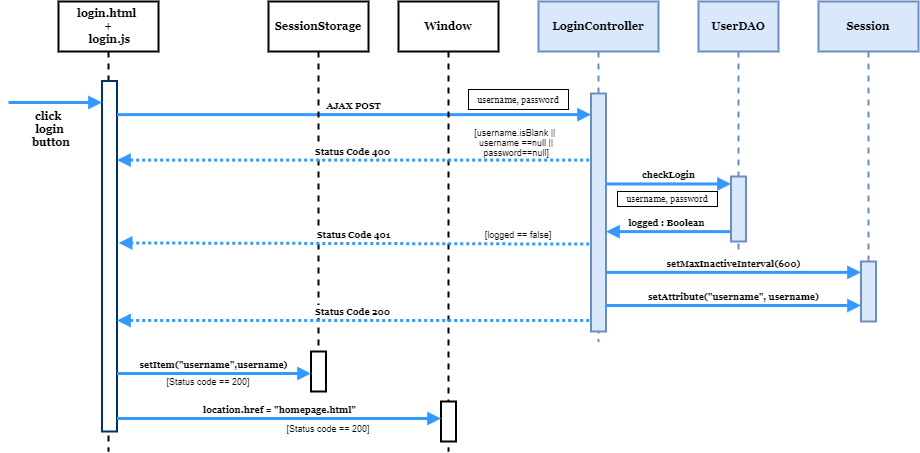 login.html
+
login.js
SessionStorage
Window
LoginController
UserDAO
Session
click
login
button
AJAX POST
username, password
[username.isBlank ||
username ==null ||
password==null]
Status Code 400
checkLogin
username, password
logged : Boolean
Status Code 401
[logged == false]
setMaxInactiveInterval(600)
setAttribute("username", username)
Status Code 200
setItem("username",username)
[Status code == 200]
location.href = "homepage.html"
[Status code == 200]